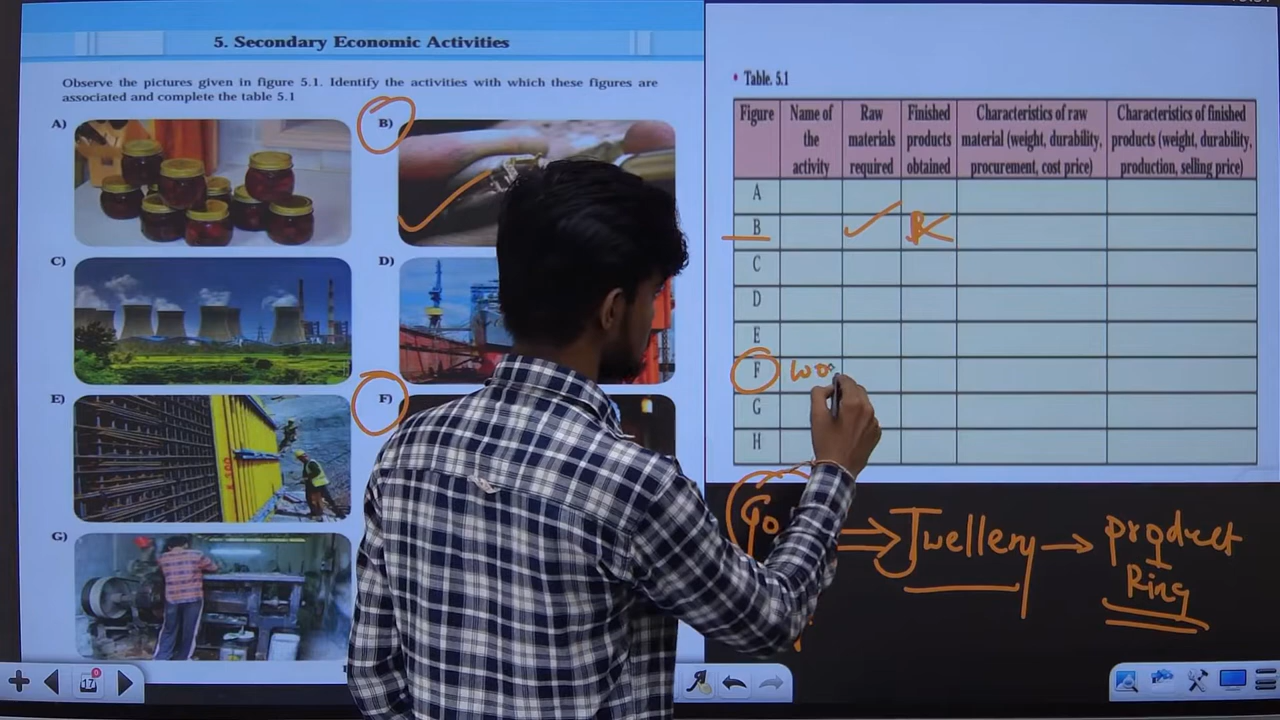 5. Secondary Economic Activities
Observe the pictures given in figure 5.1. Identify the activities with which these figures are
associated and complete the table 5.1
A)
B)
C)
D)
E)
F)
G)
• Table. 5.1
Figure
Name of
the
activity
Raw
materials
required
Finished
products
obtained
Characteristics of raw
material (weight, durability,
procurement, cost price)
Characteristics of finished
products (weight, durability,
production, selling price)
A
B
C
D
E
F
G
H
Go
Jwellery
product
Ring
17
0